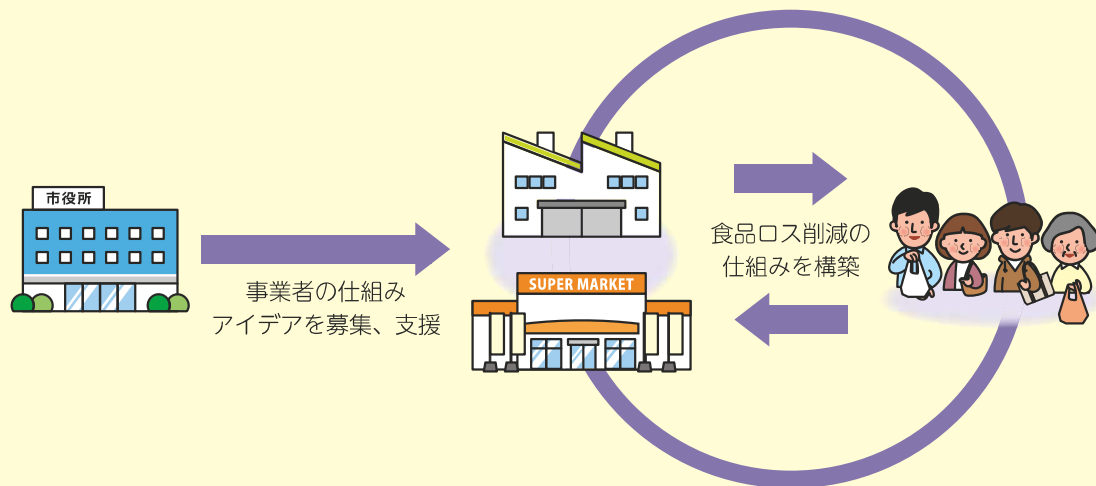 市役所
事業者の仕組み
アイデアを募集、支援
SUPER MARKET
食品ロス削減の
仕組みを構築